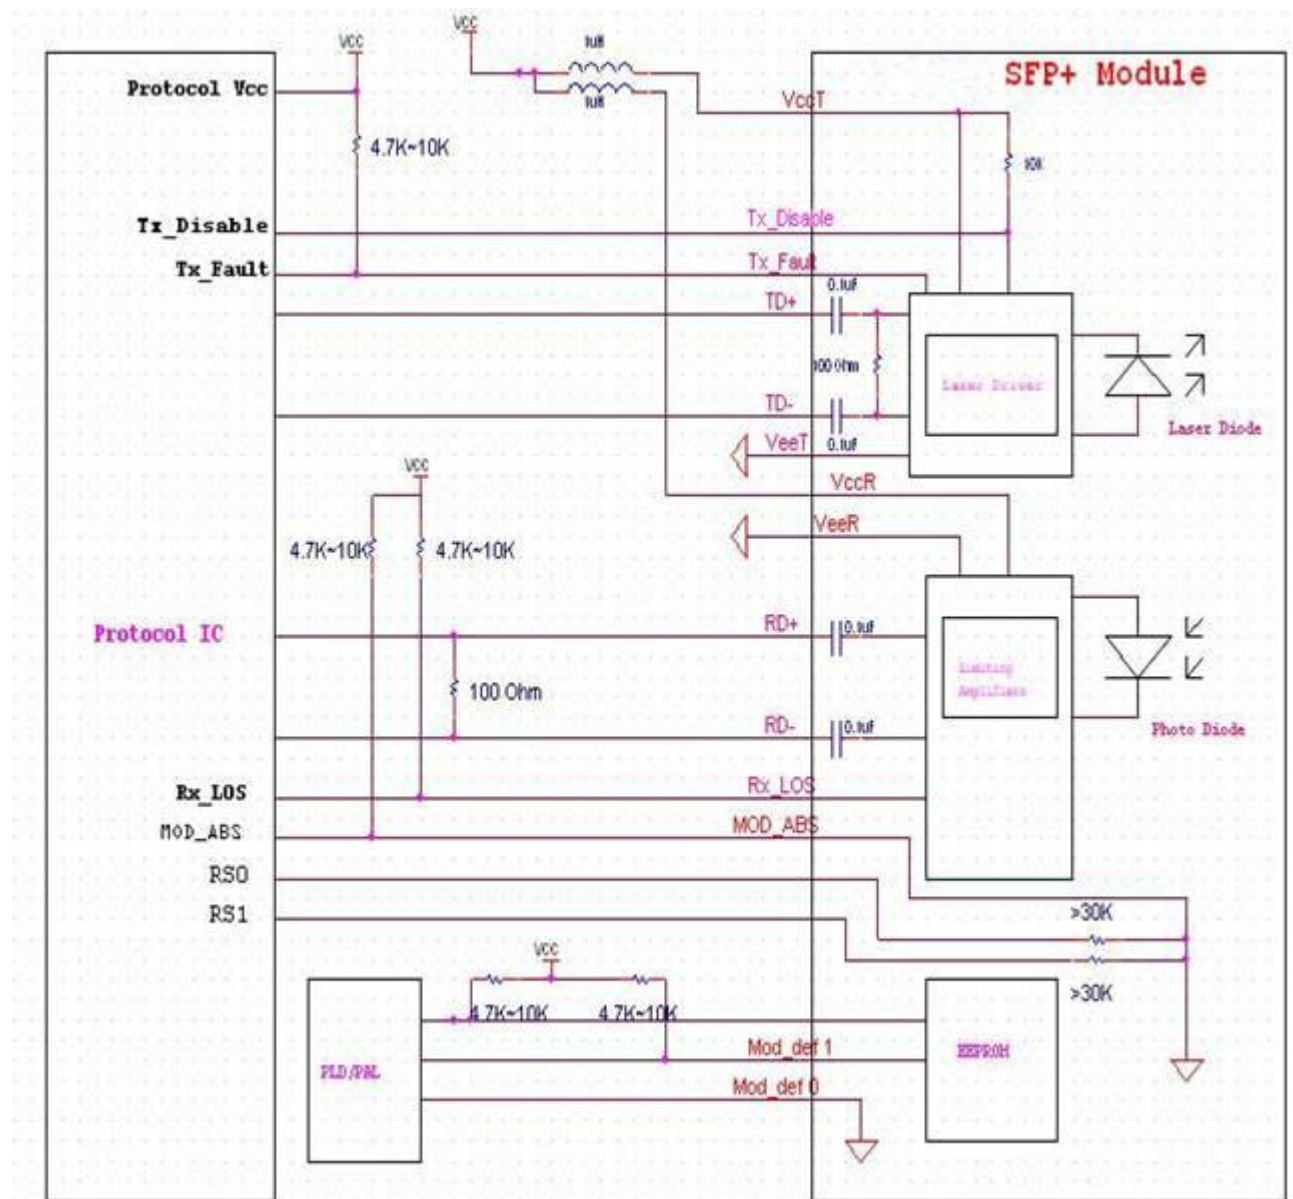 Vcc
Vcc
1uH
SFP+ Module
Protocol Vcc
1uH
VccT
4.7K~10K
10K
Tx_Disable
Tx_Disable
Tx_Fault
Tx_Fault
0.1uF
TD+
100 Ohm
Laser Driver
TD-
Laser Diode
VeeT
0.1uF
Vcc
VccR
VeeR
4.7K~10K
4.7K~10K
Protocol IC
RD+
0.1uF
Limiting
Amplifiers
100 Ohm
RD-
0.1uF
Photo Diode
Rx_LOS
Rx_LOS
MOD_ABS
MOD_ABS
RS0
RS1
>30K
Vcc
>30K
4.7K~10K
4.7K~10K
Mod_def 1
EEPROM
PLD/PAL
Mod_def 0